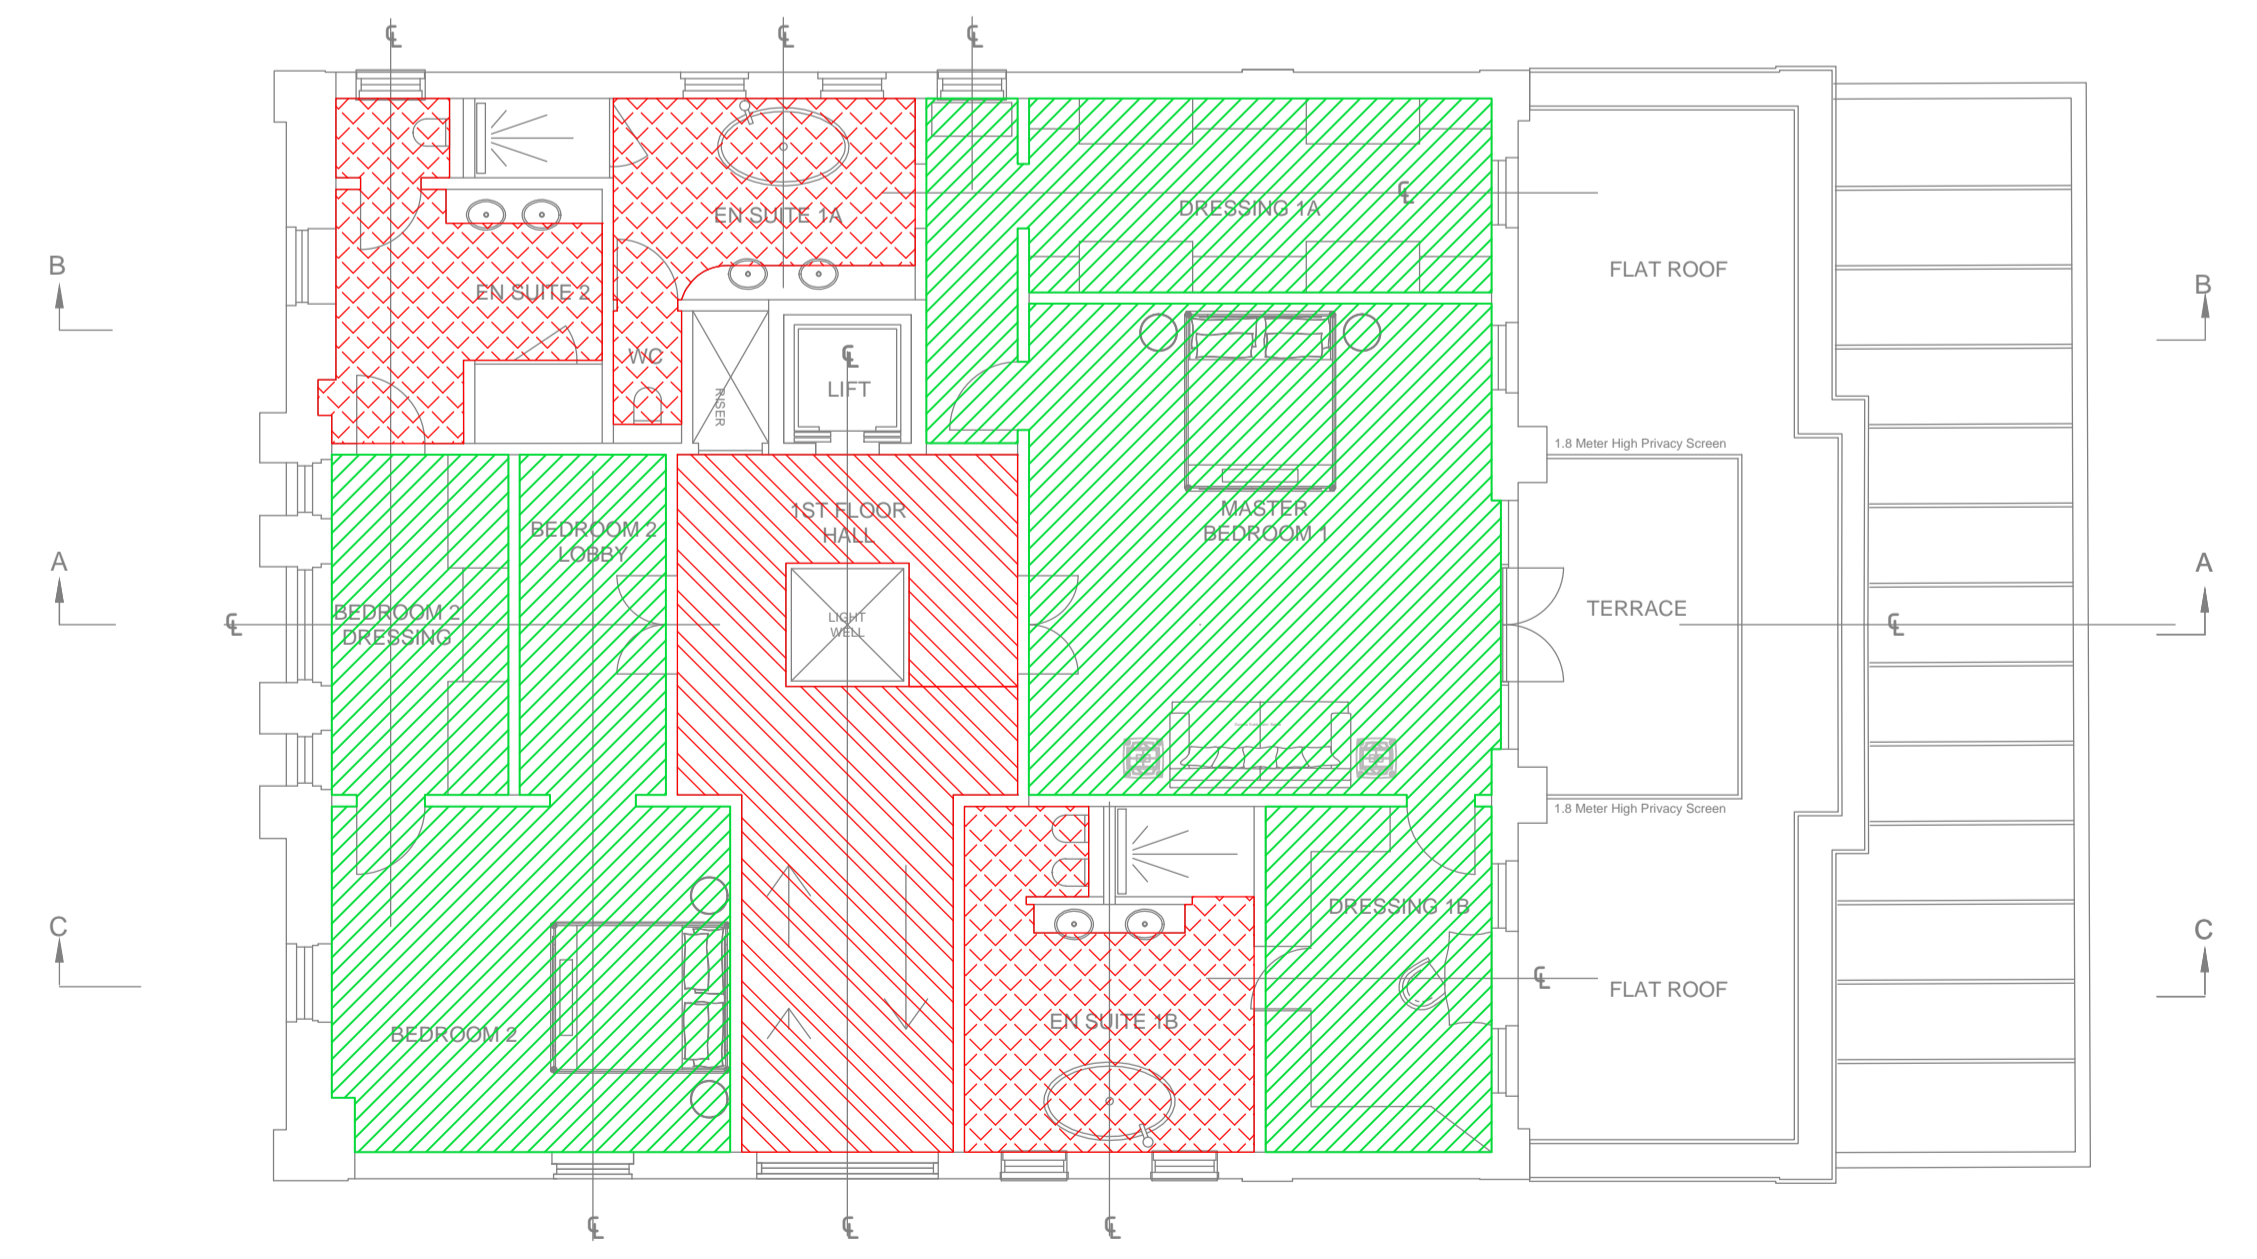 ℄
℄
℄
EN SUITE 1A
DRESSING 1A
℄
B
B
FLAT ROOF
EN SUITE 2
WC
RISER
℄
LIFT
1.8 Meter High Privacy Screen
1ST FLOOR
HALL
MASTER
BEDROOM 1
BEDROOM 2
LOBBY
A
A
BEDROOM 2
DRESSING
℄
LIGHT
WELL
TERRACE
℄
1.8 Meter High Privacy Screen
C
C
DRESSING 1B
℄
FLAT ROOF
EN SUITE 1B
BEDROOM 2
℄
℄
℄